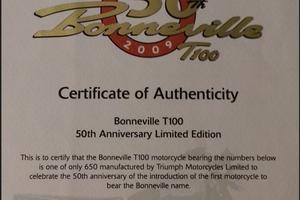 50th
Bonneville
2009
T100
Certificate of Authenticity
Bonneville T100
50th Anniversary Limited Edition
This is to certify that the Bonneville T100 motorcycle bearing the numbers below
is one of only 650 manufactured by Triumph Motorcycles Limited to
celebrate the 50th anniversary of the introduction of the first motorcycle to
bear the Bonneville name.